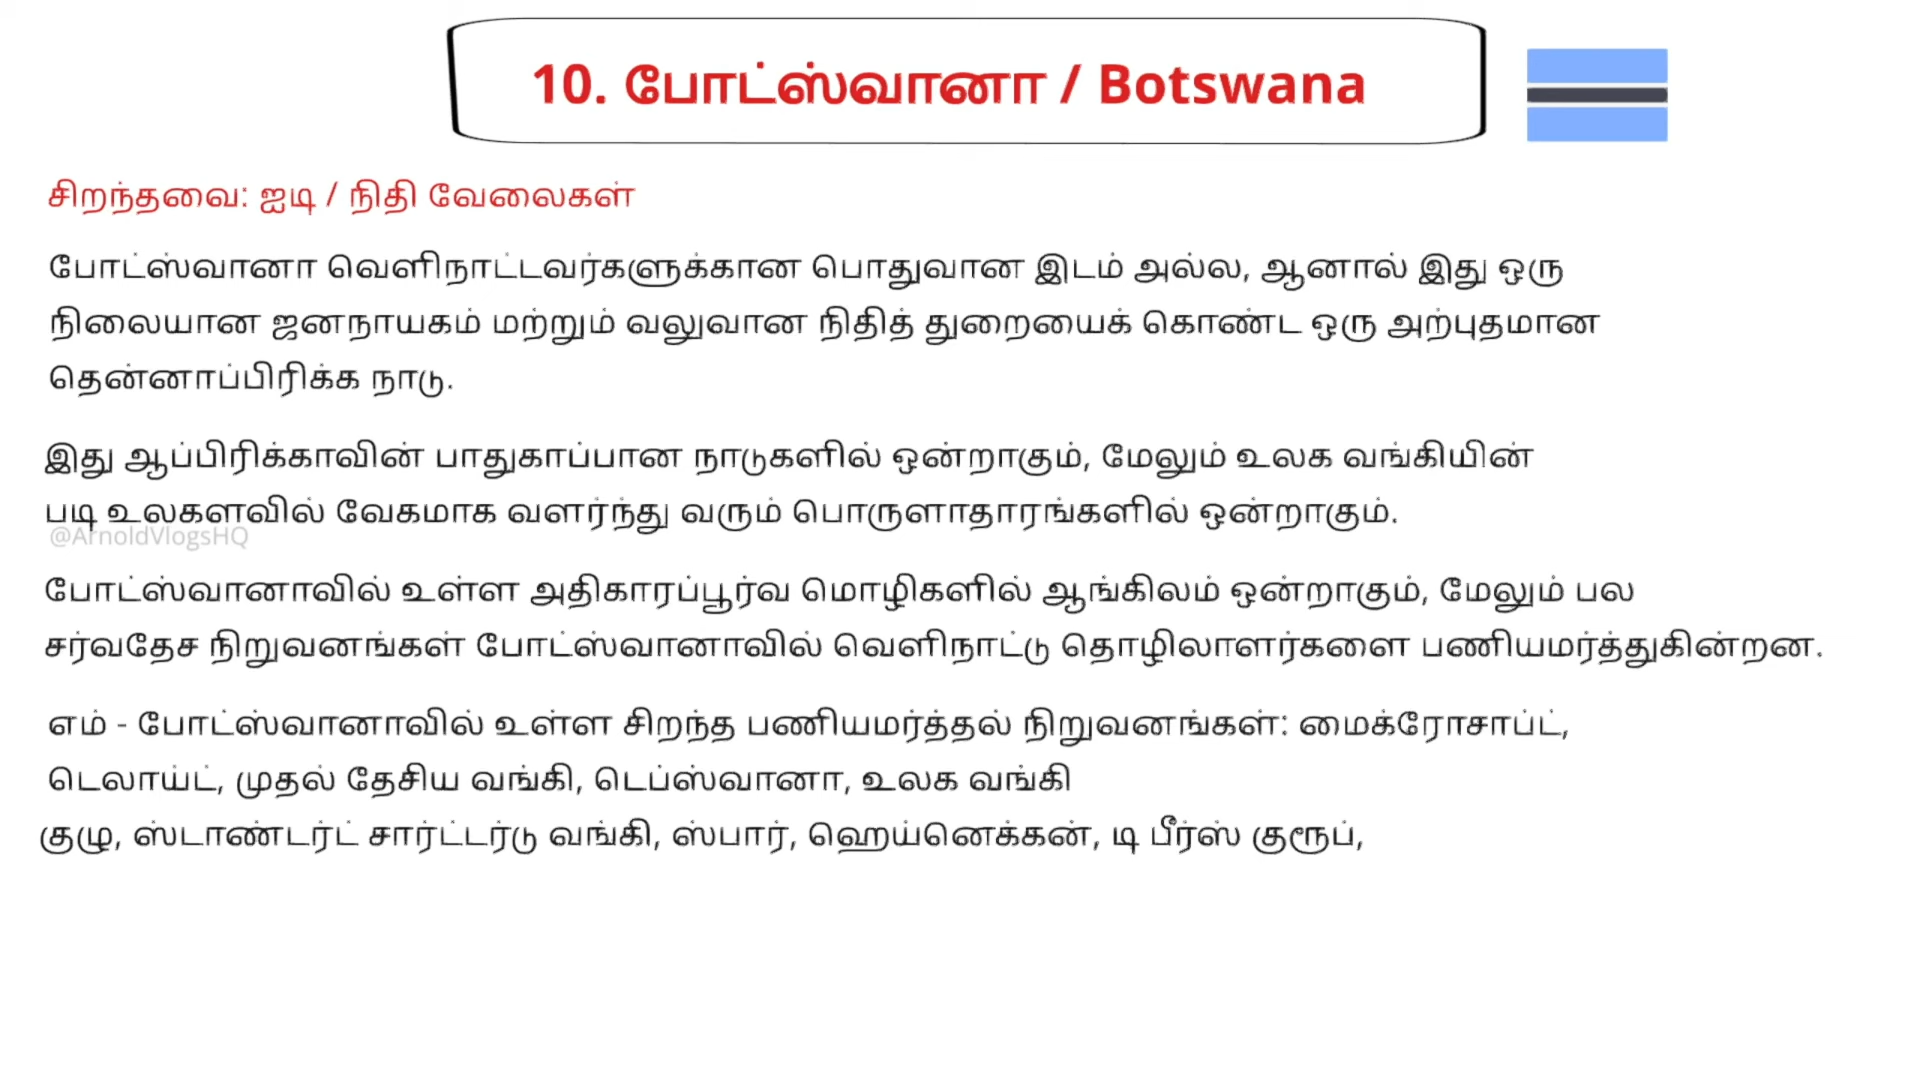 10. போட்ஸ்வானா / Botswana
சிறந்தவை: ஐடி / நிதி வேலைகள்
போட்ஸ்வானா வெளிநாட்டவர்களுக்கான பொதுவான இடம் அல்ல, ஆனால் இது ஒரு
நிலையான ஜனநாயகம் மற்றும் வலுவான நிதித் துறையைக் கொண்ட ஒரு அற்புதமான
தென்னாப்பிரிக்க நாடு.
இது ஆப்பிரிக்காவின் பாதுகாப்பான நாடுகளில் ஒன்றாகும், மேலும் உலக வங்கியின்
படி உலகளவில் வேகமாக வளர்ந்து வரும் பொருளாதாரங்களில் ஒன்றாகும்.
@ArnoldVlogsHQ
போட்ஸ்வானாவில் உள்ள அதிகாரப்பூர்வ மொழிகளில் ஆங்கிலம் ஒன்றாகும், மேலும் பல
சர்வதேச நிறுவனங்கள் போட்ஸ்வானாவில் வெளிநாட்டு தொழிலாளர்களை பணியமர்த்துகின்றன.
எம் - போட்ஸ்வானாவில் உள்ள சிறந்த பணியமர்த்தல் நிறுவனங்கள்: மைக்ரோசாப்ட்,
டெலாய்ட், முதல் தேசிய வங்கி, டெப்ஸ்வானா, உலக வங்கி
குழு, ஸ்டாண்டர்ட் சார்ட்டர்டு வங்கி, ஸ்பார், ஹெய்னெக்கன், டி பீர்ஸ் குரூப்,